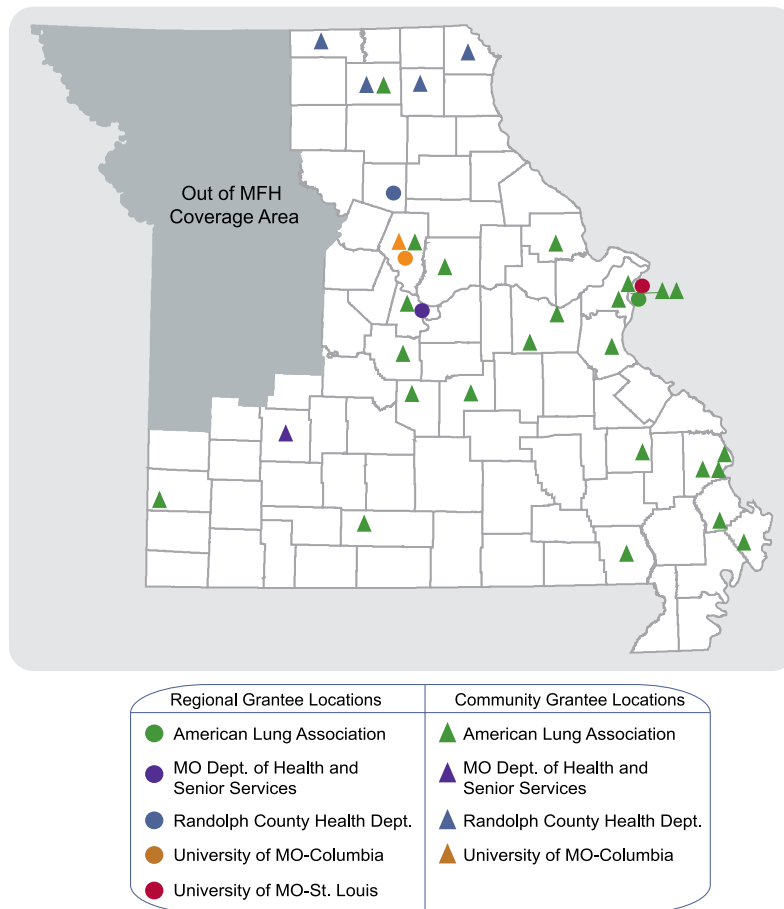 Out of MFH
Coverage Area
Regional Grantee Locations
American Lung Association
MO Dept. of Health and
Senior Services
Randolph County Health Dept.
University of MO-Columbia
University of MO-St. Louis
Community Grantee Locations
American Lung Association
MO Dept. of Health and
Senior Services
Randolph County Health Dept.
University of MO-Columbia